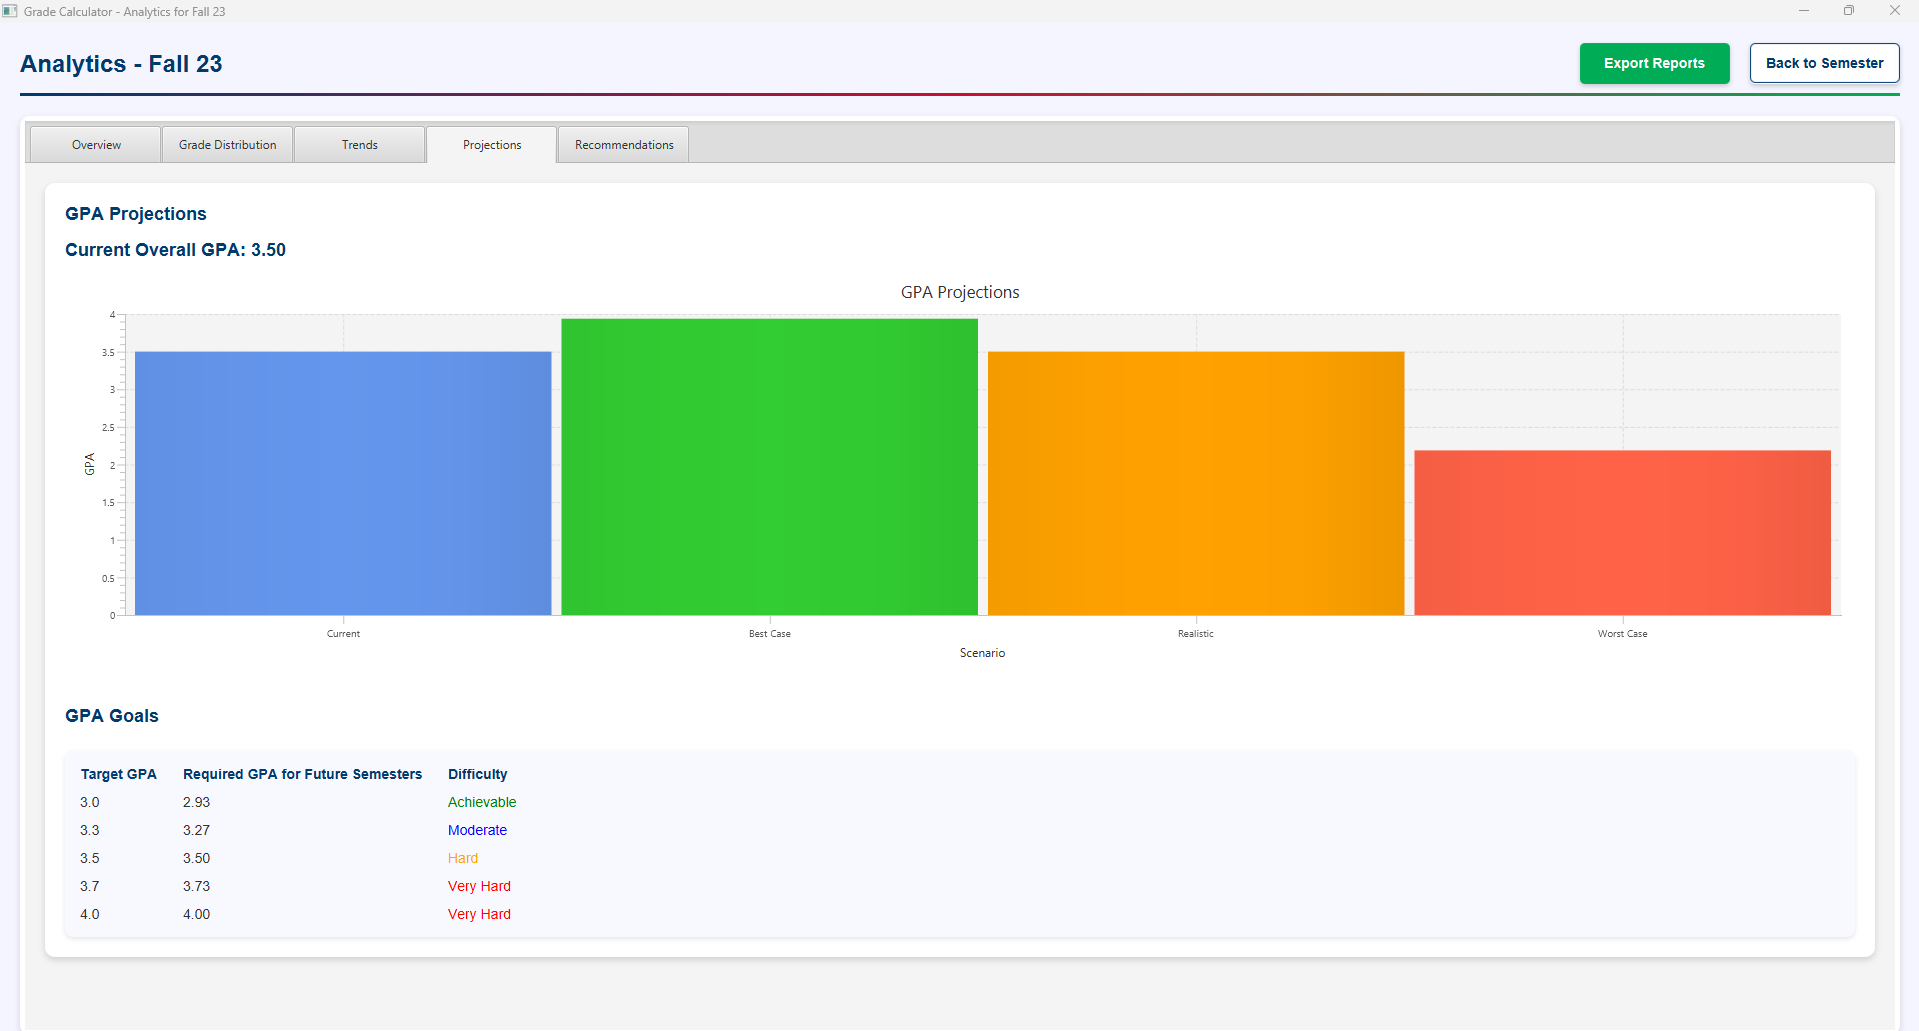 Grade Calculator - Analytics for Fall 23
Analytics - Fall 23
Export Reports
Back to Semester
Overview
Grade Distribution
Trends
Projections
Recommendations
GPA Projections
Current Overall GPA: 3.50
GPA Projections
4
3.5
3
2.5
2
1.5
1
0.5
0
GPA
Current
Best Case
Realistic
Worst Case
Scenario
GPA Goals
Target GPA Required GPA for Future Semesters Difficulty
3.0 2.93 Achievable
3.3 3.27 Moderate
3.5 3.50 Hard
3.7 3.73 Very Hard
4.0 4.00 Very Hard